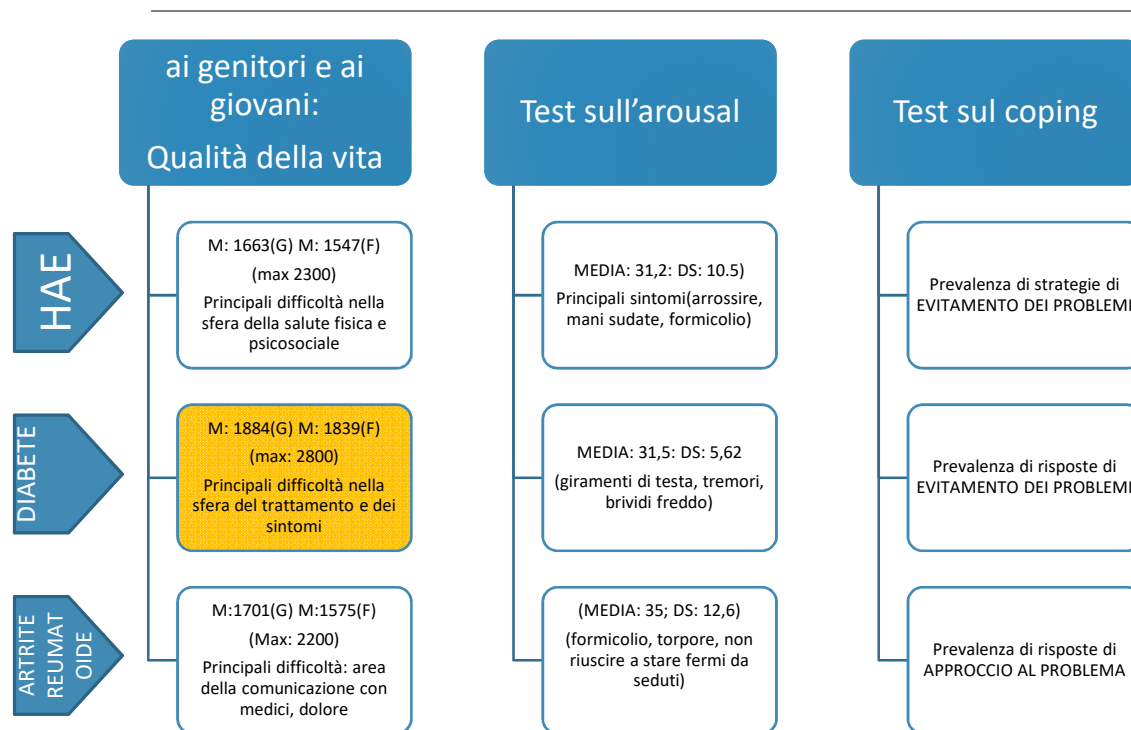 ai genitori e ai
giovani:
Qualità della vita
Test sull'arousal
Test sul coping
HAE
M: 1663(G) M: 1547(F)
(max 2300)
Principali difficoltà nella
sfera della salute fisica e
psicosociale
MEDIA: 31,2: DS: 10.5)
Principali sintomi(arrossire,
mani sudate, formicolio)
Prevalenza di strategie di
EVITAMENTO DEI PROBLEMI
DIABETE
M: 1884(G) M: 1839(F)
(max: 2800)
Principali difficoltà nella
sfera del trattamento e dei
sintomi
MEDIA: 31,5: DS: 5,62
(giramenti di testa, tremori,
brividi freddo)
Prevalenza di risposte di
EVITAMENTO DEI PROBLEMI
ARTRITE
REUMAT
OIDE
M:1701(G) M:1575(F)
(Max: 2200)
Principali difficoltà: area
della comunicazione con
medici, dolore
(MEDIA: 35; DS: 12,6)
(formicolio, torpore, non
riuscire a stare fermi da
seduti)
Prevalenza di risposte di
APPROCCIO AL PROBLEMA